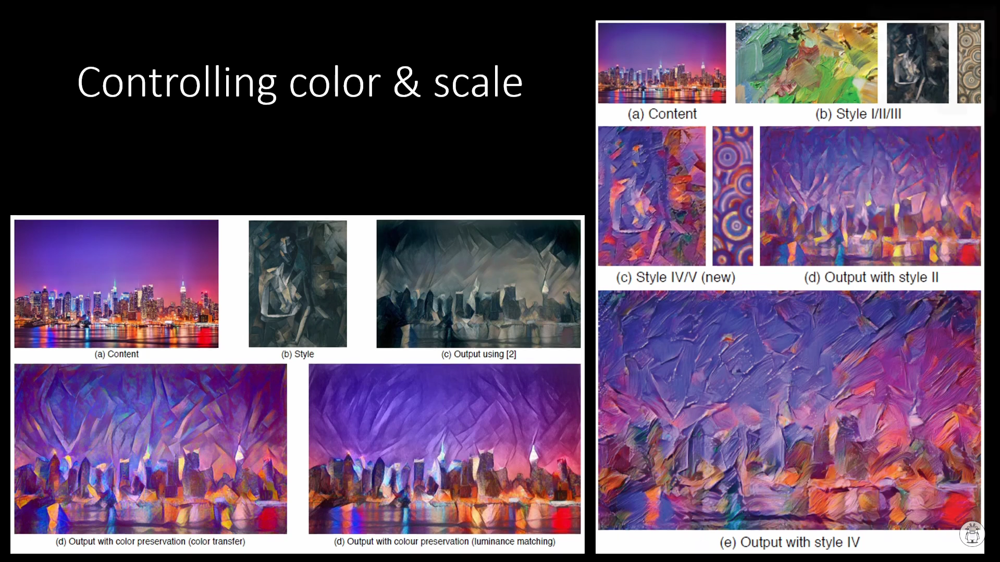 Controlling color & scale
(a) Content
(b) Style
(c) Output using [2]
(d) Output with color preservation (color transfer)
(d) Output with colour preservation (luminance matching)
(a) Content
(b) Style I/II/III
(c) Style IV/V (new)
(d) Output with style II
(e) Output with style IV